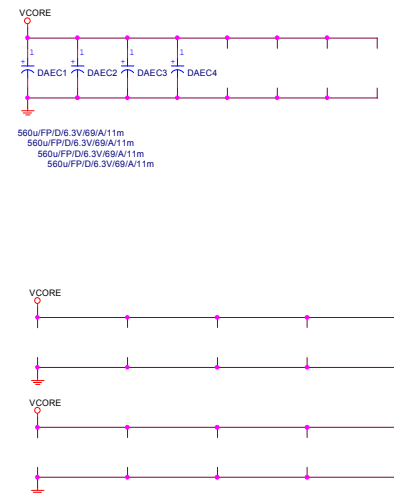 VCORE
1 1 1 1
+ DAEC1 + DAEC2 + DAEC3 + DAEC4
560u/FP/D/6.3V/69/A/11m
560u/FP/D/6.3V/69/A/11m
560u/FP/D/6.3V/69/A/11m
560u/FP/D/6.3V/69/A/11m
VCORE
VCORE